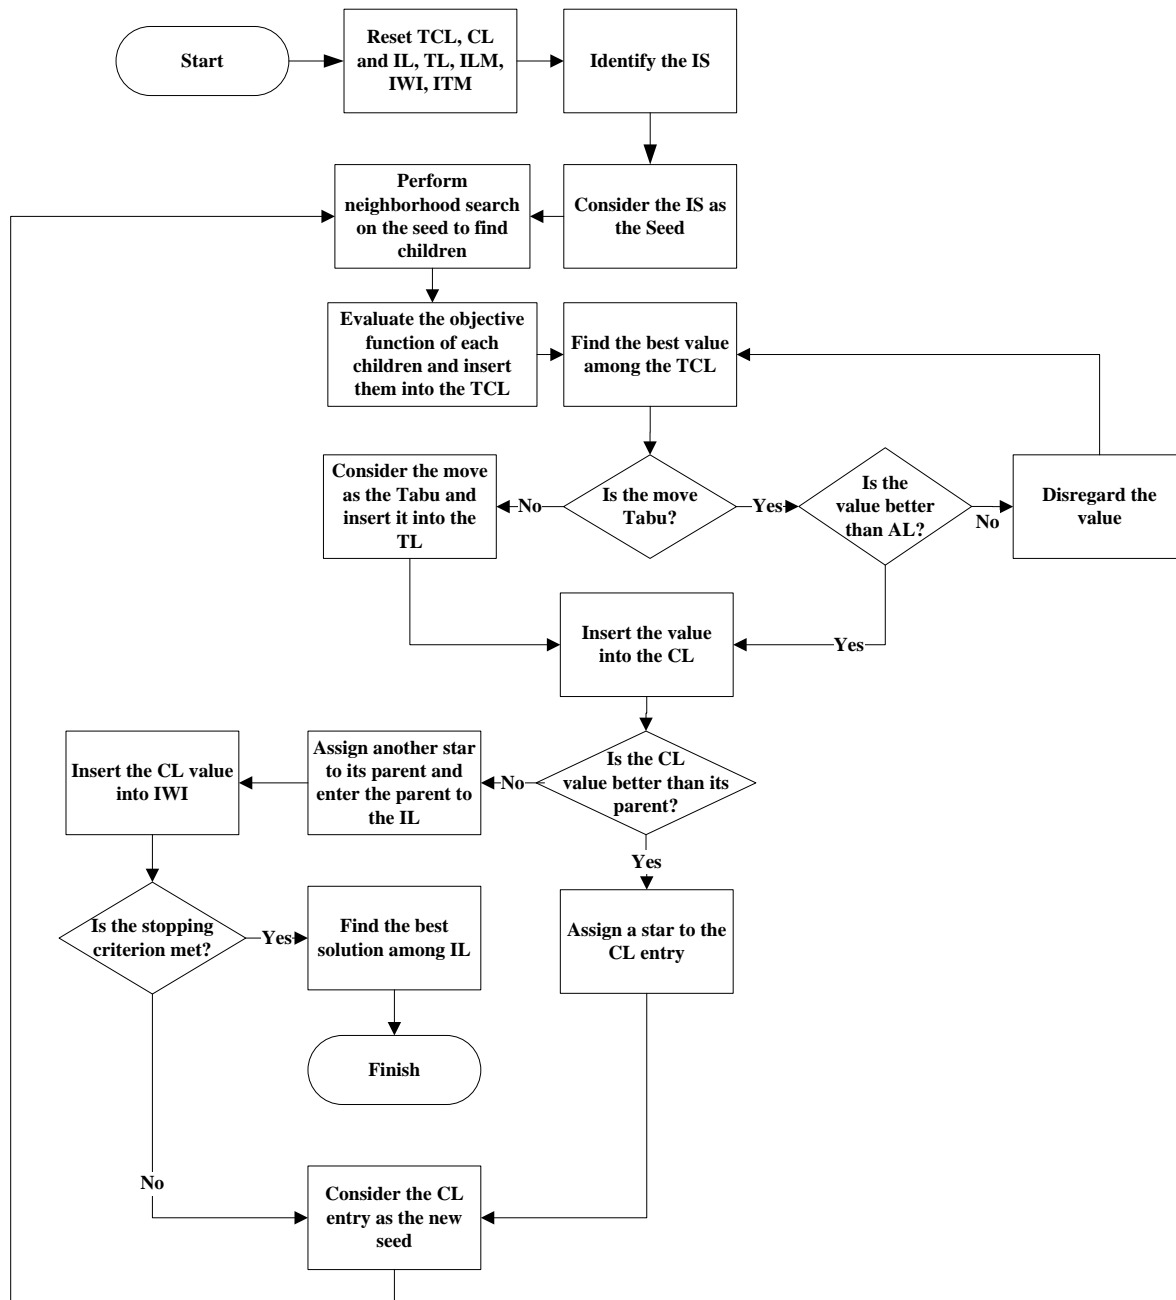 Start
Reset TCL, CL
and IL, TL, ILM,
IWI, ITM
Identify the IS
Perform
neighborhood search
on the seed to find
children
Consider the IS as
the Seed
Evaluate the objective
function of each
children and insert
them into the TCL
Find the best value
among the TCL
Consider the move
as the Tabu and
insert it into the
TL
No
Is the move
Tabu?
Yes
Is the
value better
than AL?
No
Disregard the
value
Insert the value
into the CL
Yes
Insert the CL value
into IWI
Assign another star
to its parent and
enter the parent to
the IL
No
Is the CL
value better than its
parent?
Yes
Is the stopping
criterion met?
Yes
Find the best
solution among IL
Assign a star to the
CL entry
Finish
No
Consider the CL
entry as the new
seed